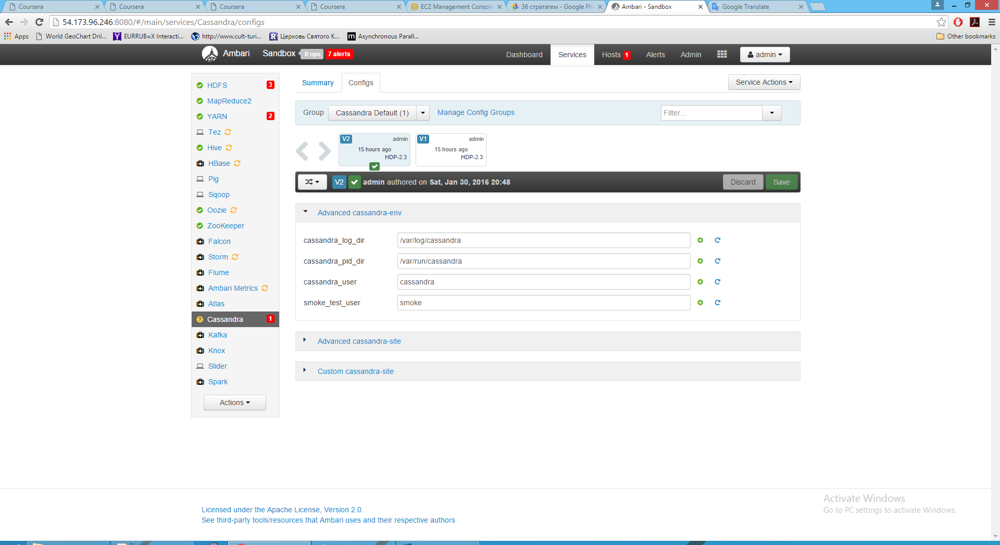 Coursera
Coursera
Coursera
Coursera
EC2 Management Console
36 стратагем - Google Ph
Ambari - Sandbox
Google Translate
54.173.96.246:8080/#/main/services/Cassandra/configs
Apps
World GeoChart Dril...
EURRUB=X Interacti...
http://www.cult-turi...
Церковь Святого К...
m
Asynchronous Parall...
Other bookmarks
Ambari
Sandbox
0 ops
7 alerts
Dashboard
Services
Hosts 1
Alerts
Admin
admin
HDFS 3
MapReduce2
YARN 2
Tez
Hive
HBase
Pig
Sqoop
Oozie
ZooKeeper
Falcon
Storm
Flume
Ambari Metrics
Atlas
Cassandra 1
Kafka
Knox
Slider
Spark
Actions
Summary
Configs
Service Actions
Group
Cassandra Default (1)
Manage Config Groups
Filter...
V2 admin
15 hours ago
HDP-2.3
V1 admin
15 hours ago
HDP-2.3
V2 admin authored on Sat, Jan 30, 2016 20:48
Discard
Save
Advanced cassandra-env
cassandra_log_dir /var/log/cassandra
cassandra_pid_dir /var/run/cassandra
cassandra_user cassandra
smoke_test_user smoke
Advanced cassandra-site
Custom cassandra-site
Activate Windows
Go to PC settings to activate Windows.
Licensed under the Apache License, Version 2.0.
See third-party tools/resources that Ambari uses and their respective authors